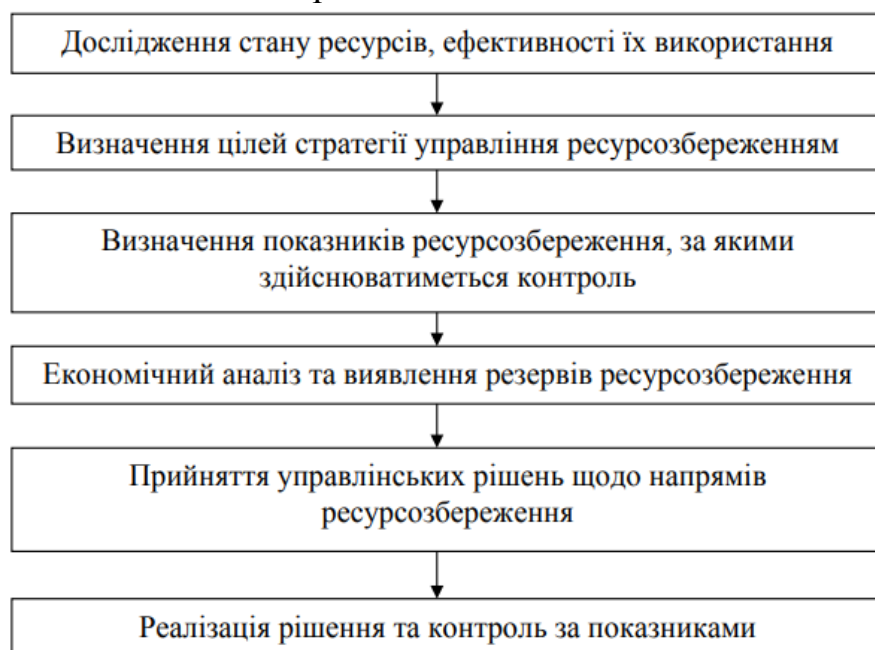 Дослідження стану ресурсів, ефективності їх використання
Визначення цілей стратегії управління ресурсозбереженням
Визначення показників ресурсозбереження, за якими
здійснюватиметься контроль
Економічний аналіз та виявлення резервів ресурсозбереження
Прийняття управлінських рішень щодо напрямів
ресурсозбереження
Реалізація рішення та контроль за показниками